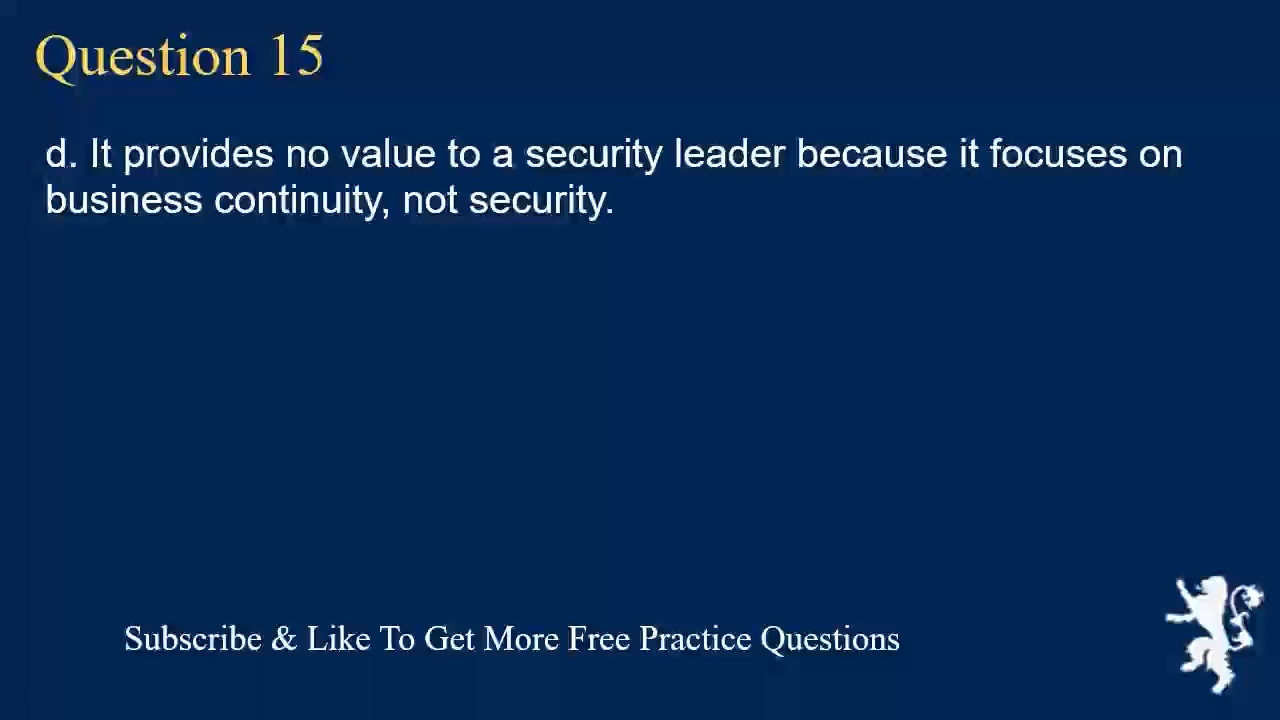 Question 15
d. It provides no value to a security leader because it focuses on
business continuity, not security.
Subscribe & Like To Get More Free Practice Questions